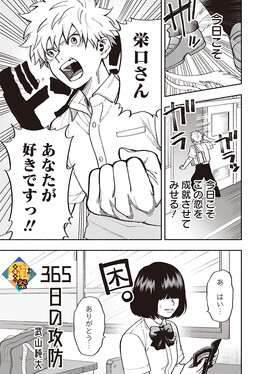 今日こそ
ガラ
ガラ
今日こそ
この恋を
成就させて
みせる!
栄口さん
あなたが
好きですっ!!
困。
あ はい…
ありがとう…
365日の攻防
武山純大